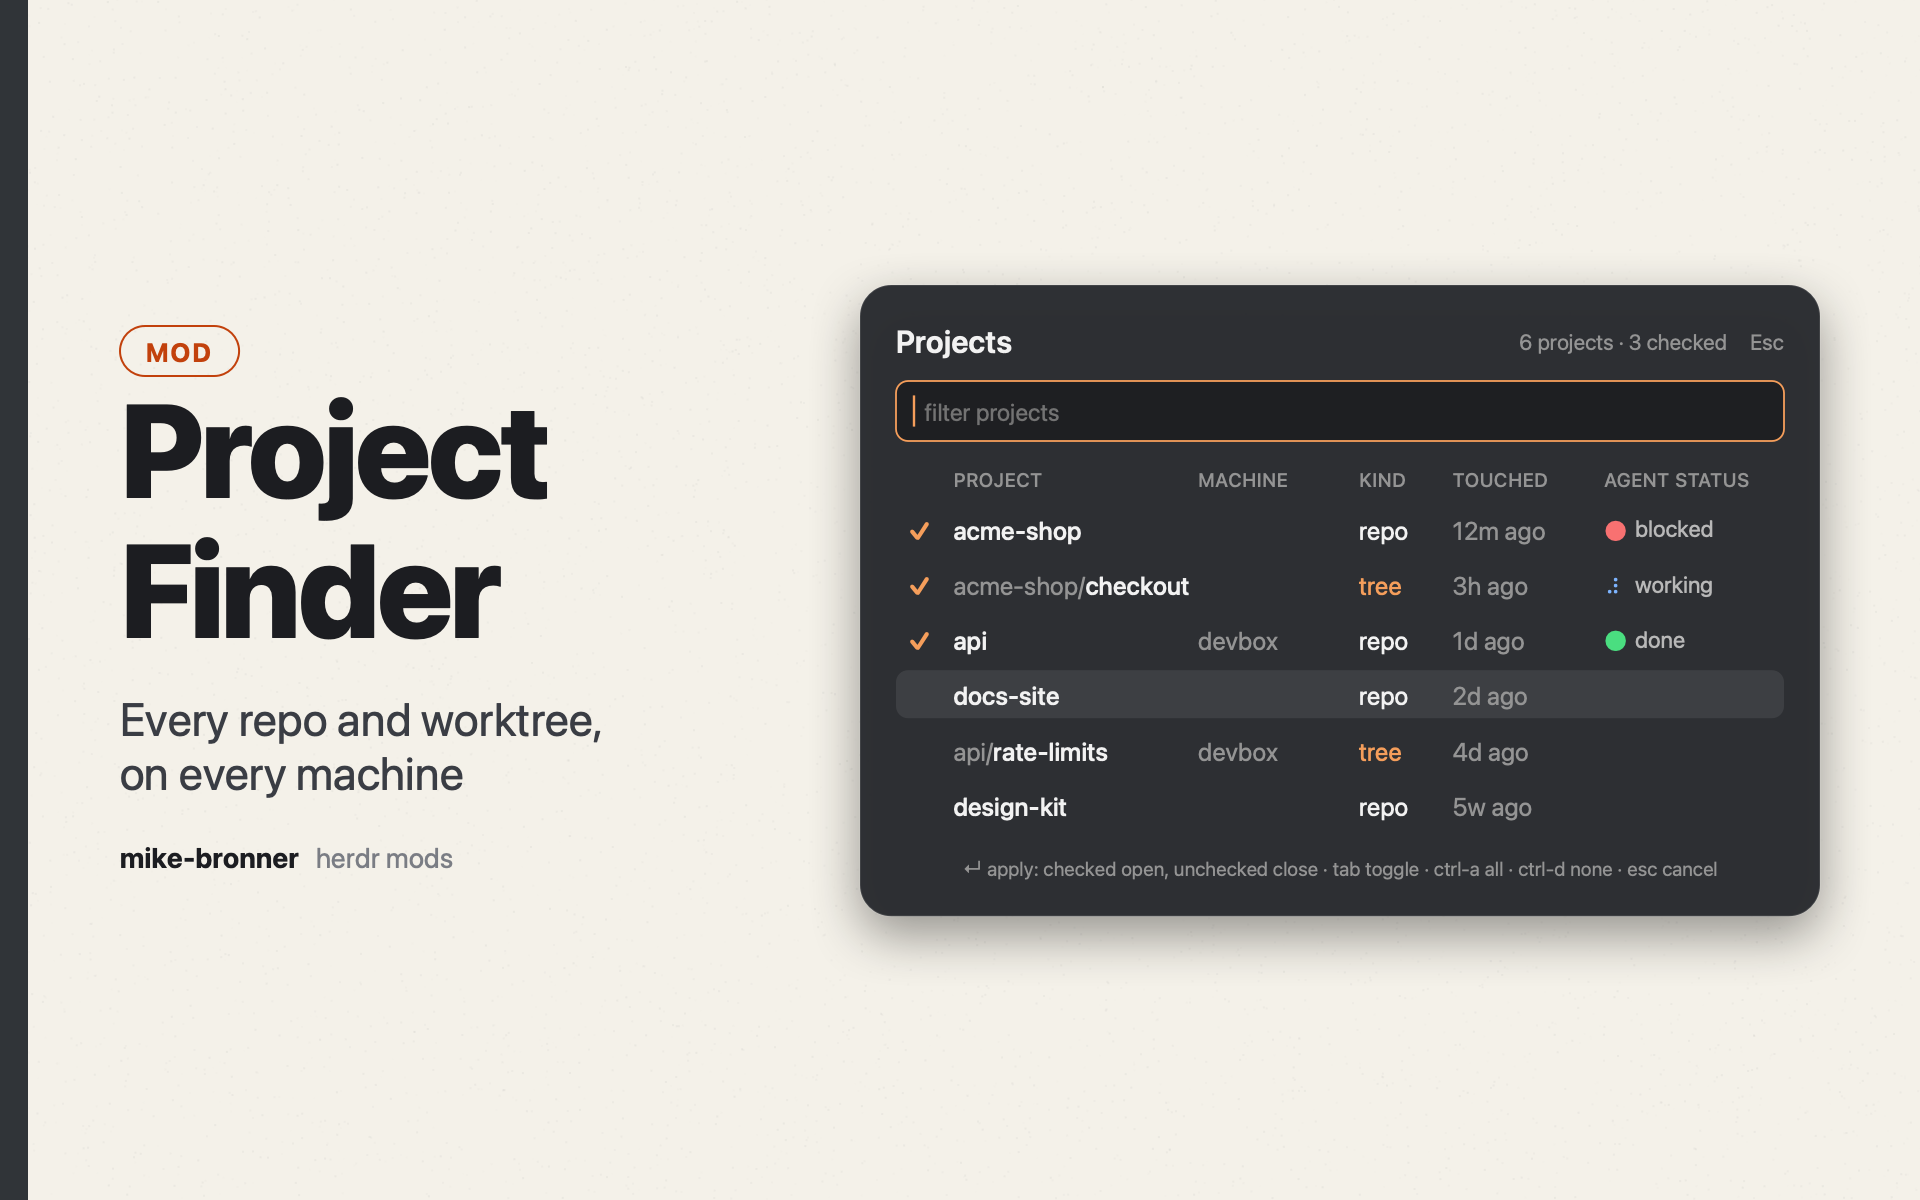 MOD
Project
Finder
Every repo and worktree,
on every machine
mike-bronner herdr mods
Projects 6 projects · 3 checked Esc
filter projects
PROJECT MACHINE KIND TOUCHED AGENT STATUS
✓ acme-shop repo 12m ago blocked
✓ acme-shop/checkout tree 3h ago working
✓ api devbox repo 1d ago done
docs-site repo 2d ago
api/rate-limits devbox tree 4d ago
design-kit repo 5w ago
↵ apply: checked open, unchecked close · tab toggle · ctrl-a all · ctrl-d none · esc cancel